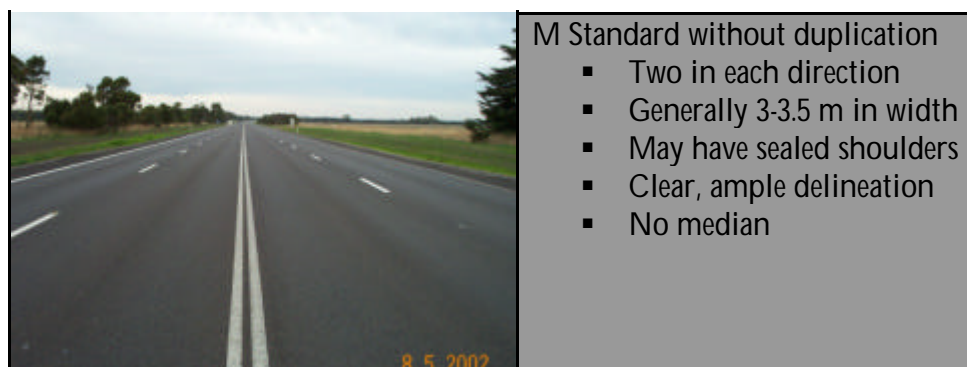 M Standard without duplication
▪ Two in each direction
▪ Generally 3-3.5 m in width
▪ May have sealed shoulders
▪ Clear, ample delineation
▪ No median
8 5 2002